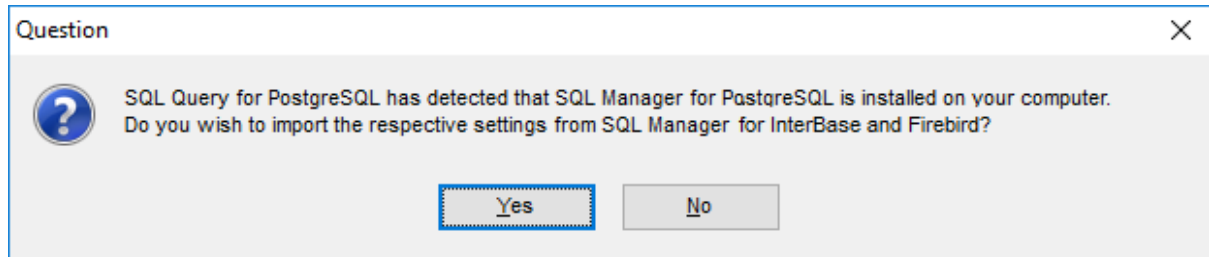 Question
SQL Query for PostgreSQL has detected that SQL Manager for PostgreSQL is installed on your computer.
Do you wish to import the respective settings from SQL Manager for InterBase and Firebird?
Yes No